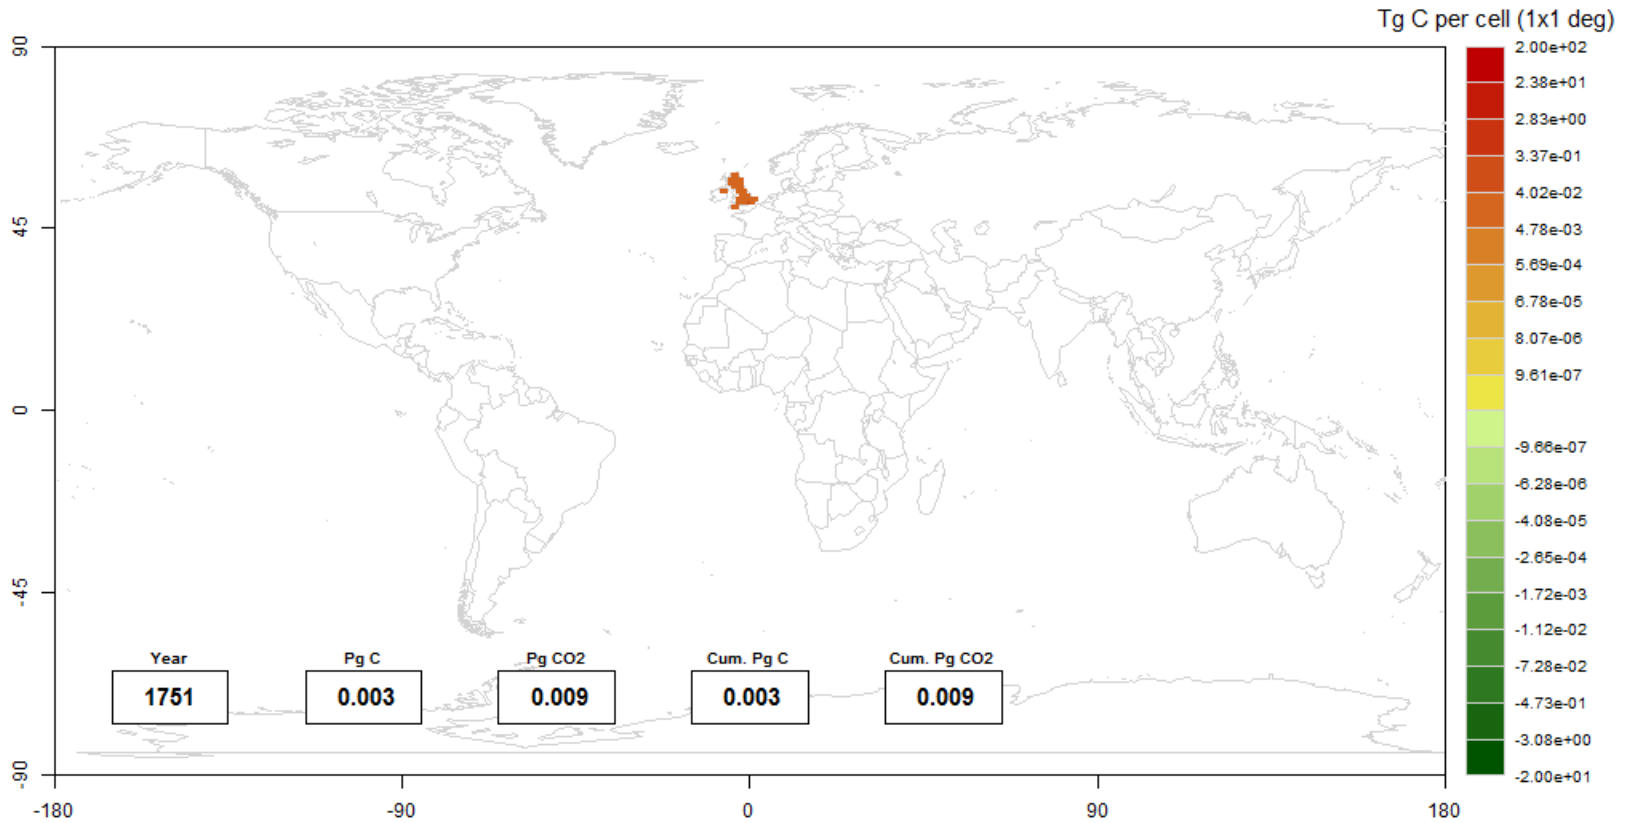 Tg C per cell (1x1 deg)
90
45
0
-45
-90
-180
-90
0
90
180
2.00e+02
2.38e+01
2.83e+00
3.37e-01
4.02e-02
4.78e-03
5.69e-04
6.78e-05
8.07e-06
9.61e-07
-9.66e-07
-6.28e-06
-4.08e-05
-2.65e-04
-1.72e-03
-1.12e-02
-7.28e-02
-4.73e-01
-3.08e+00
-2.00e+01
Year Pg C Pg CO2 Cum. Pg C Cum. Pg CO2
1751 0.003 0.009 0.003 0.009